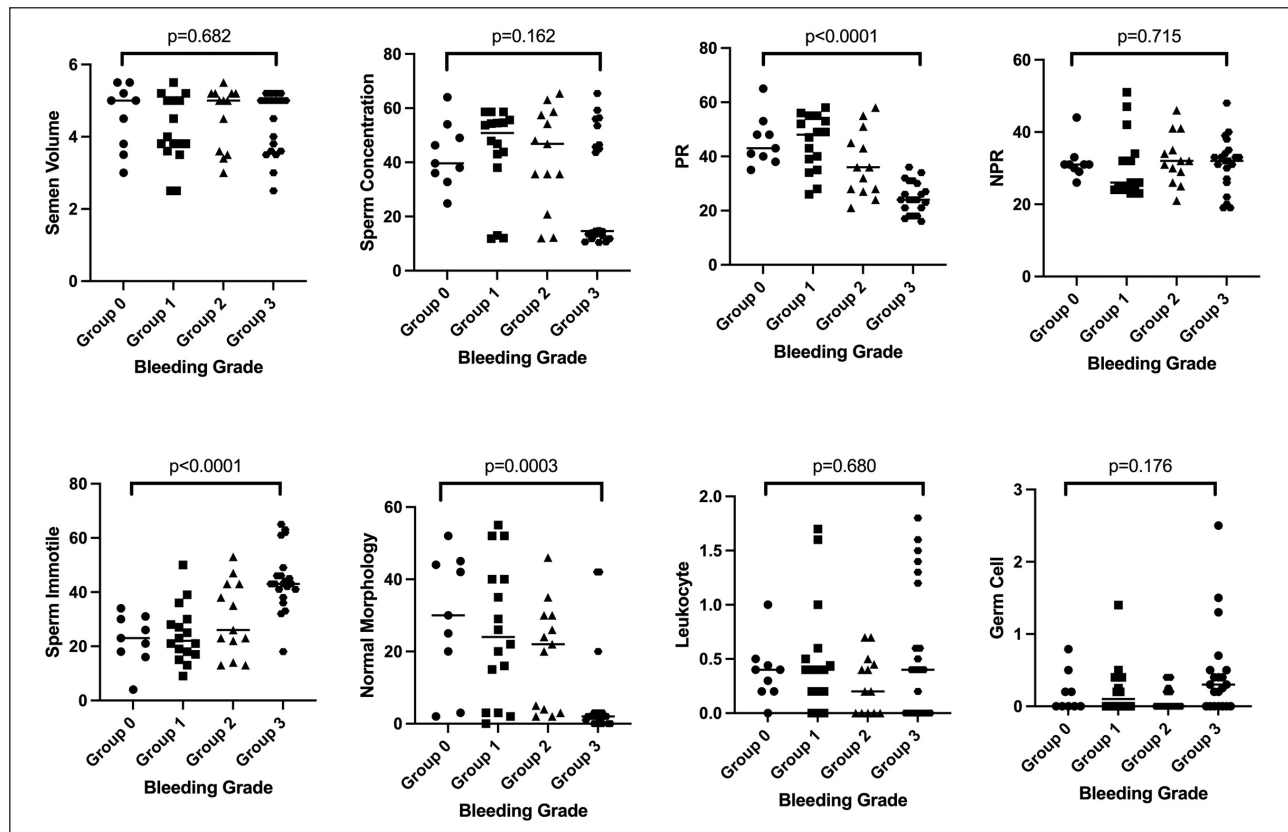 p=0.682
Semen Volume
6
4
2
0
Group 0
Group 1
Group 2
Group 3
Bleeding Grade
p=0.162
Sperm Concentration
80
60
40
20
0
Group 0
Group 1
Group 2
Group 3
Bleeding Grade
p<0.0001
PR
80
60
40
20
0
Group 0
Group 1
Group 2
Group 3
Bleeding Grade
p=0.715
NPR
60
40
20
0
Group 0
Group 1
Group 2
Group 3
Bleeding Grade
p<0.0001
Sperm Immotile
80
60
40
20
0
Group 0
Group 1
Group 2
Group 3
Bleeding Grade
p=0.0003
Normal Morphology
60
40
20
0
Group 0
Group 1
Group 2
Group 3
Bleeding Grade
p=0.680
Leukocyte
2.0
1.5
1.0
0.5
0.0
Group 0
Group 1
Group 2
Group 3
Bleeding Grade
p=0.176
Germ Cell
3
2
1
0
Group 0
Group 1
Group 2
Group 3
Bleeding Grade